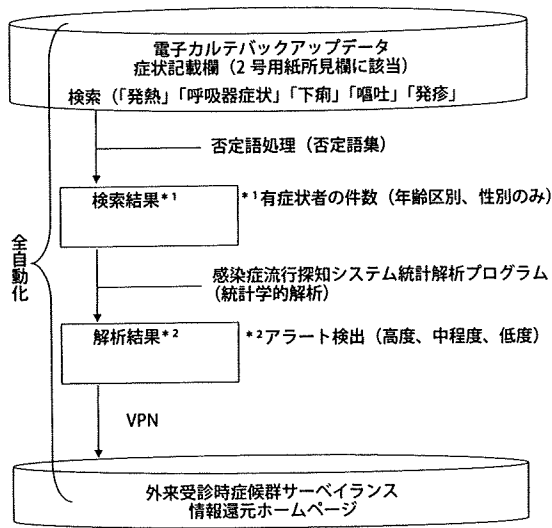 電子カルテバックアップデータ
症状記載欄（2 号用紙所見欄に該当）
検索（「発熱」「呼吸器症状」「下痢」「嘔吐」「発疹」
否定語処理（否定語集）
検索結果*1
*1有症状者の件数（年齢区別、性別のみ）
全自動化
感染症流行探知システム統計解析プログラム
（統計学的解析）
解析結果*2
*2アラート検出（高度、中程度、低度）
VPN
外来受診時症候群サーベイランス
情報還元ホームページ